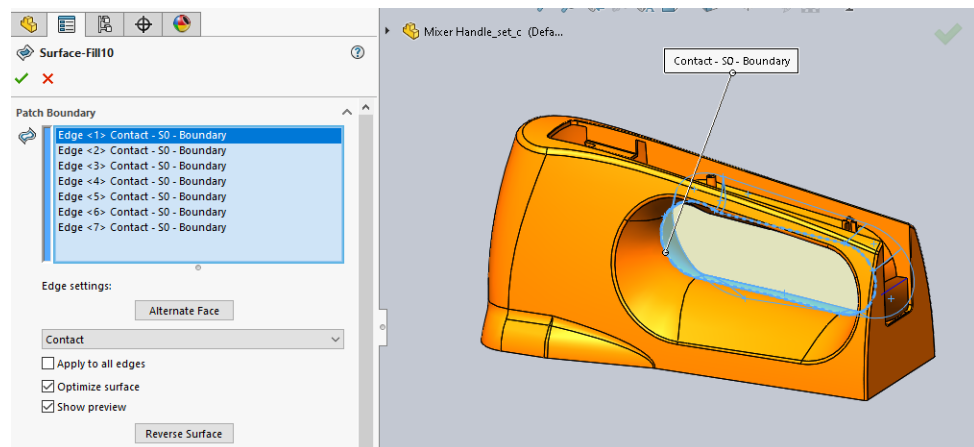 Surface-Fill10
Patch Boundary
Edge <1> Contact - S0 - Boundary
Edge <2> Contact - S0 - Boundary
Edge <3> Contact - S0 - Boundary
Edge <4> Contact - S0 - Boundary
Edge <5> Contact - S0 - Boundary
Edge <6> Contact - S0 - Boundary
Edge <7> Contact - S0 - Boundary
Edge settings:
Alternate Face
Contact
Apply to all edges
Optimize surface
Show preview
Reverse Surface
Mixer Handle_set_c (Defa...
Contact - S0 - Boundary